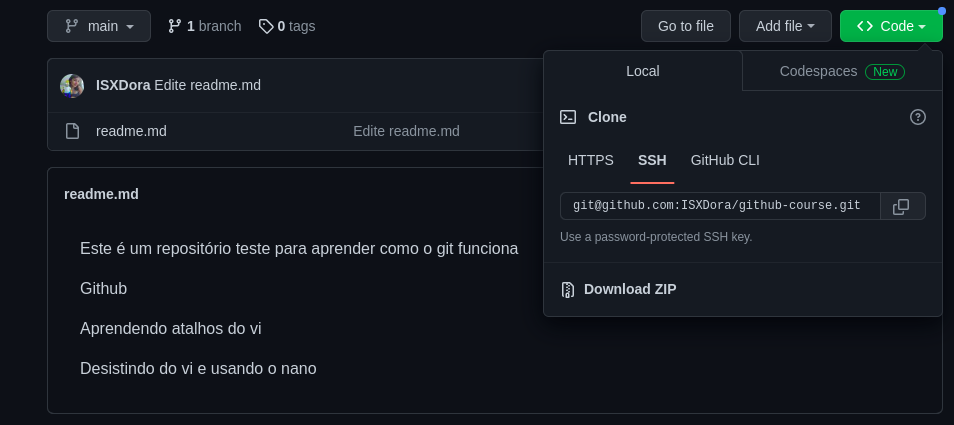 main 1 branch 0 tags Go to file Add file Code
ISXDora Edite readme.md
readme.md Edite readme.md
Local Codespaces New
Clone
HTTPS SSH GitHub CLI
git@github.com:ISXDora/github-course.git
Use a password-protected SSH key.
Download ZIP
readme.md
Este é um repositório teste para aprender como o git funciona
Github
Aprendendo atalhos do vi
Desistindo do vi e usando o nano